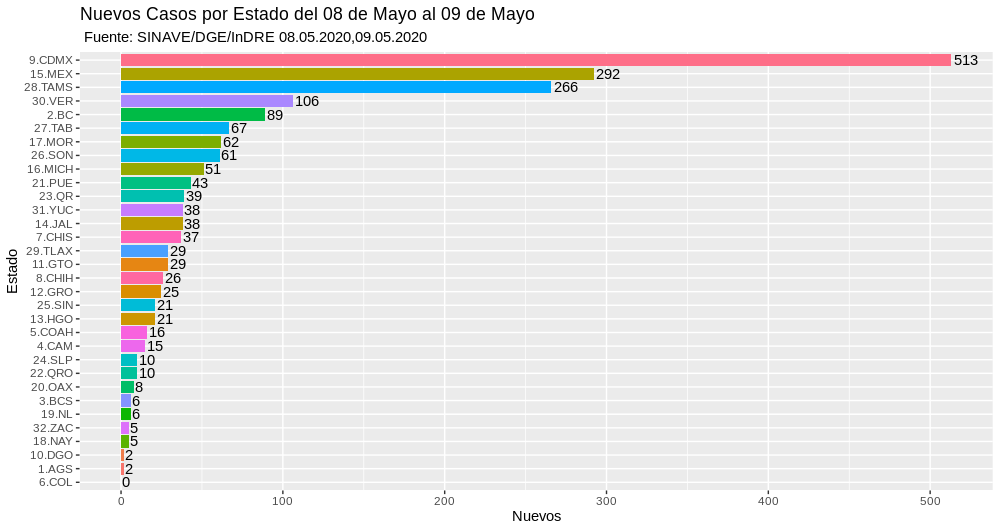 Nuevos Casos por Estado del 08 de Mayo al 09 de Mayo
Fuente: SINAVE/DGE/InDRE 08.05.2020,09.05.2020
9.CDMX 513
15.MEX 292
28.TAMS 266
30.VER 106
2.BC 89
27.TAB 67
17.MOR 62
26.SON 61
16.MICH 51
21.PUE 43
23.QR 39
31.YUC 38
14.JAL 38
7.CHIS 37
29.TLAX 29
11.GTO 29
8.CHIH 26
12.GRO 25
25.SIN 21
13.HGO 21
5.COAH 16
4.CAM 15
24.SLP 10
22.QRO 10
20.OAX 8
3.BCS 6
19.NL 6
32.ZAC 5
18.NAY 5
10.DGO 2
1.AGS 2
6.COL 0
Estado
0 100 200 300 400 500
Nuevos